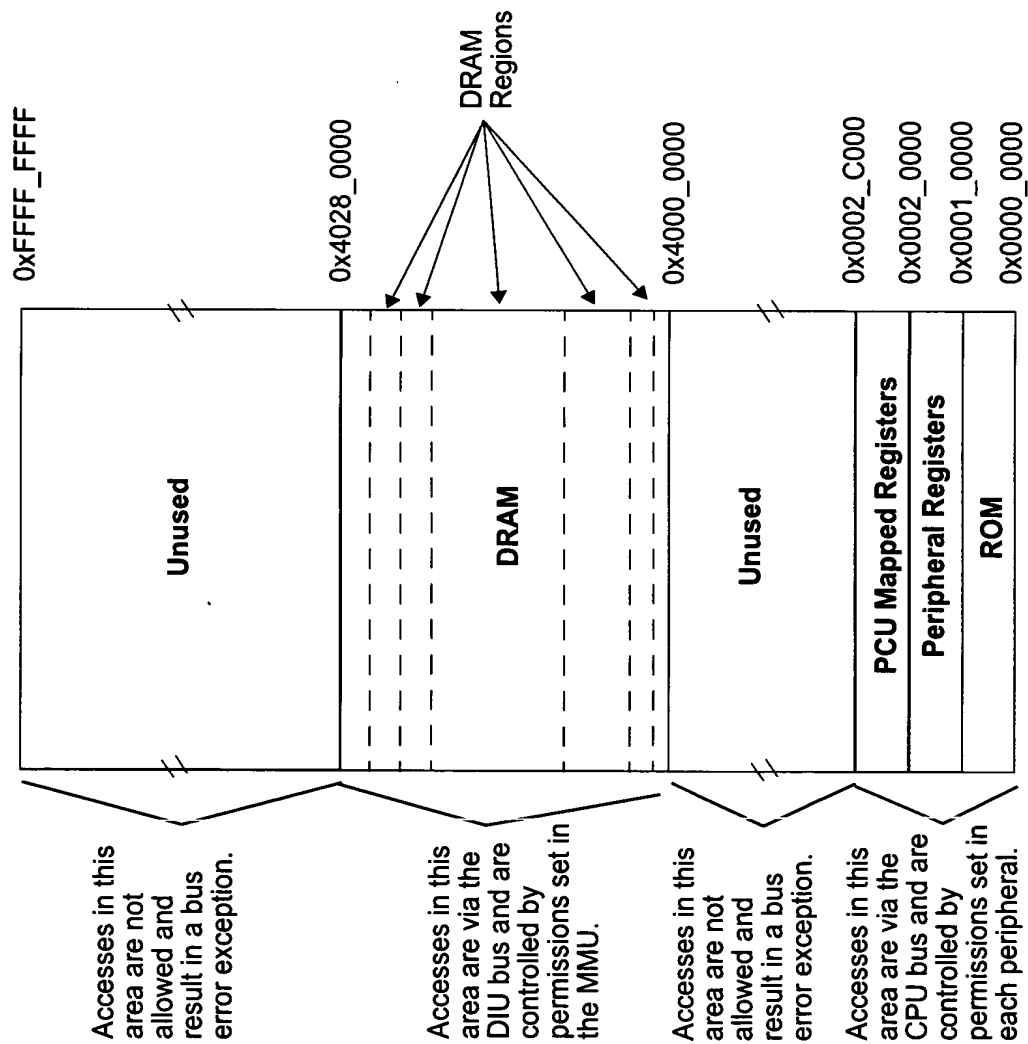 0xFFFF_FFFF
Unused
Accesses in this
area are not
allowed and
result in a bus
error exception.
0x4028_0000
DRAM
Regions
DRAM
Accesses in this
area are via the
DIU bus and are
controlled by
permissions set in
the MMU.
0x4000_0000
Unused
Accesses in this
area are not
allowed and
result in a bus
error exception.
0x0002_C000
PCU Mapped Registers
0x0002_0000
Peripheral Registers
0x0001_0000
ROM
0x0000_0000
Accesses in this
area are via the
CPU bus and are
controlled by
permissions set in
each peripheral.